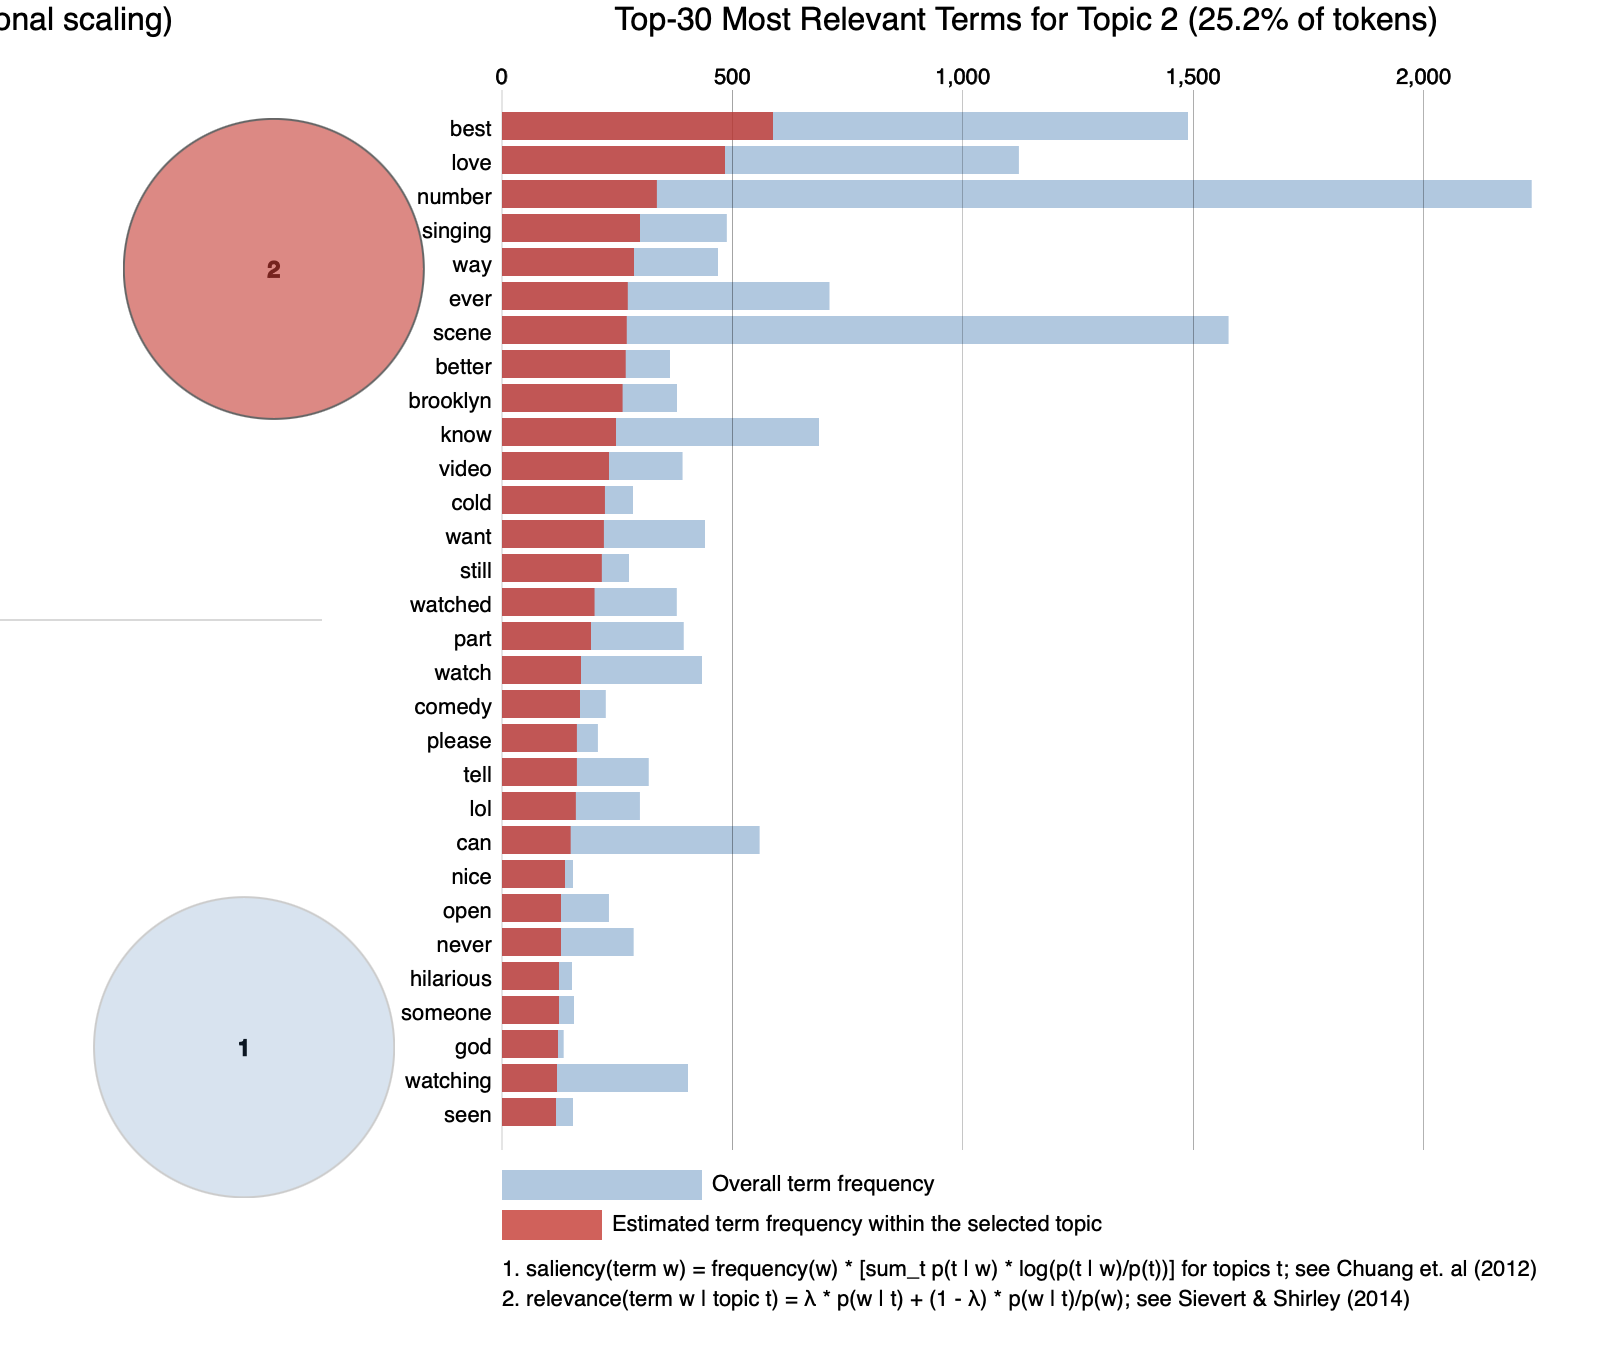 onal scaling)
Top-30 Most Relevant Terms for Topic 2 (25.2% of tokens)
0 500 1,000 1,500 2,000
best
love
number
singing
way
ever
scene
better
brooklyn
know
video
cold
want
still
watched
part
watch
comedy
please
tell
lol
can
nice
open
never
hilarious
someone
god
watching
seen
2
1
Overall term frequency
Estimated term frequency within the selected topic
1. saliency(term w) = frequency(w) * [sum_t p(t | w) * log(p(t | w)/p(t))] for topics t; see Chuang et. al (2012)
2. relevance(term w | topic t) = λ * p(w | t) + (1 - λ) * p(w | t)/p(w); see Sievert & Shirley (2014)